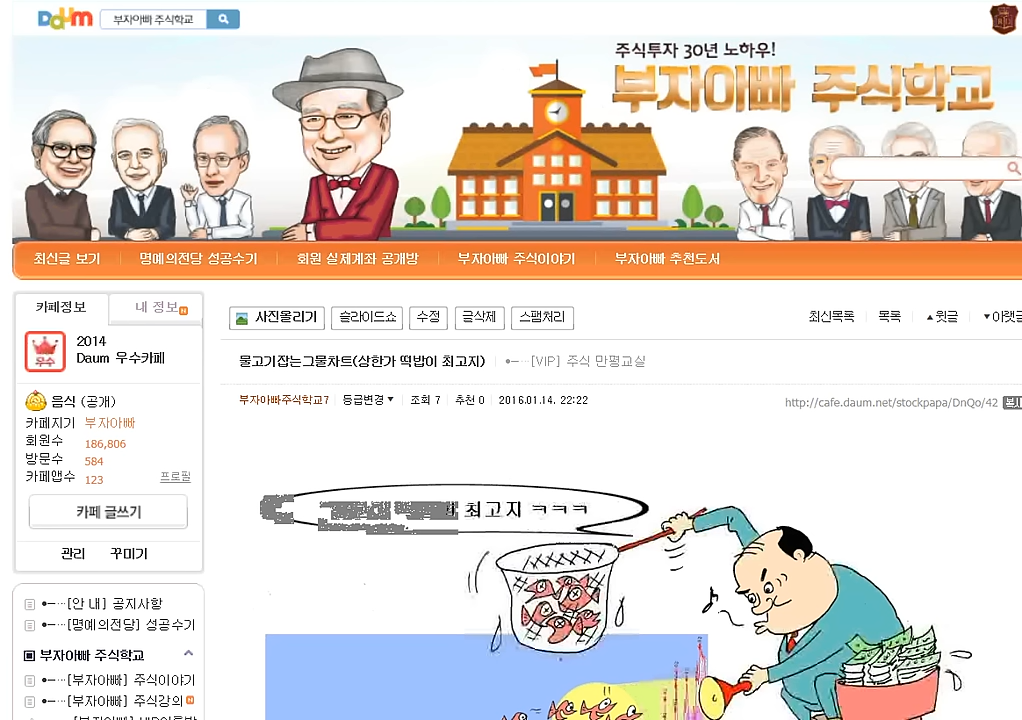 Daum 부자아빠 주식학교
주식투자 30년 노하우!
부자아빠 주식학교
최신글 보기 명예의전당 성공수기 회원 실제계좌 공개방 부자아빠 주식이야기 부자아빠 추천도서
카페정보 내 정보 N
2014
Daum 우수카페
우수
음식 (공개)
카페지기 부자아빠
회원수 186,806
방문수 584
카페앱수 123 프로필
카페 글쓰기
관리 꾸미기
[안 내] 공지사항
[명예의전당] 성공수기
부자아빠 주식학교
[부자아빠] 주식이야기
[부자아빠] 주식강의
사진올리기 슬라이드쇼 수정 글삭제 스팸처리
최신목록 목록 ▲윗글 ▼아랫글
물고기잡는그물차트(상한가 떡밥이 최고지) [VIP] 주식 만평교실
부자아빠주식학교7 등급변경▼ 조회 7 추천 0 2016.01.14. 22:22
http://cafe.daum.net/stockpapa/DnQo/42
최고지 ㅋㅋㅋ